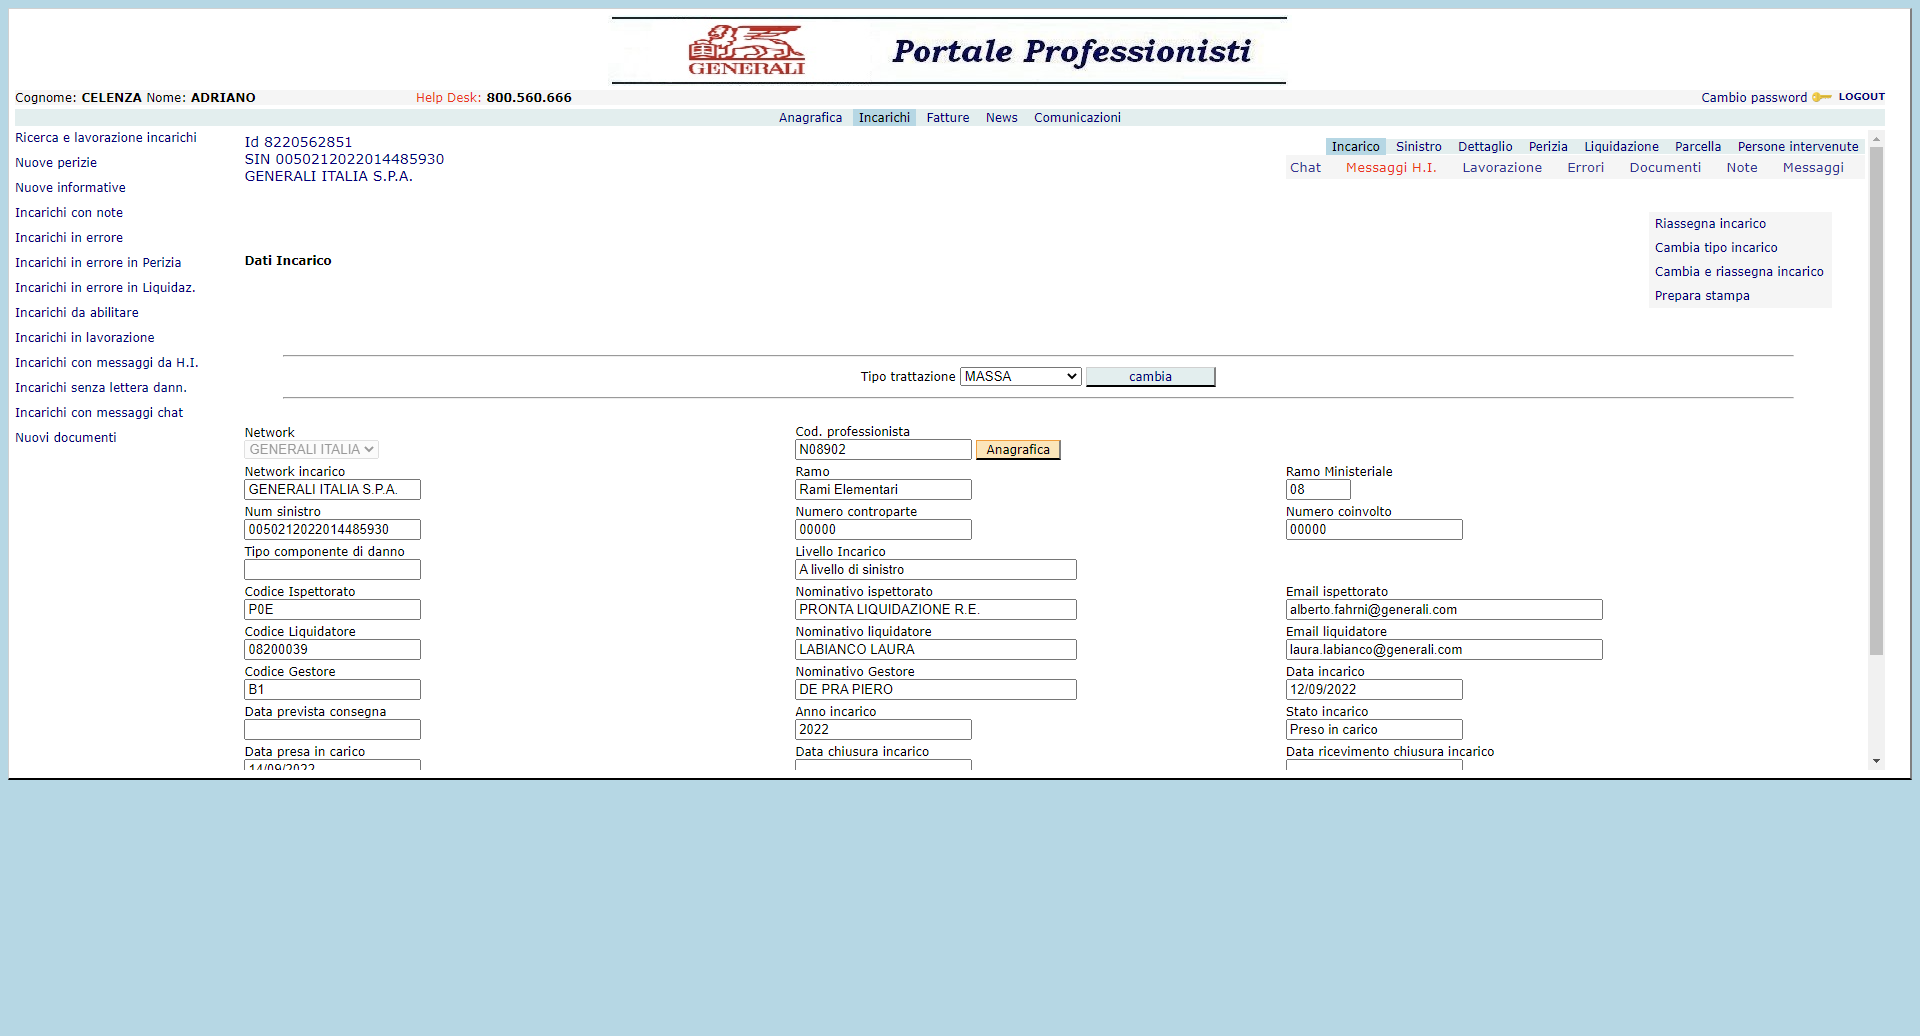 GENERALI
Portale Professionisti
Cognome: CELENZA Nome: ADRIANO Help Desk: 800.560.666 Cambio password LOGOUT
Anagrafica Incarichi Fatture News Comunicazioni
Ricerca e lavorazione incarichi
Nuove perizie
Nuove informative
Incarichi con note
Incarichi in errore
Incarichi in errore in Perizia
Incarichi in errore in Liquidaz.
Incarichi da abilitare
Incarichi in lavorazione
Incarichi con messaggi da H.I.
Incarichi senza lettera dann.
Incarichi con messaggi chat
Nuovi documenti
Id 8220562851
SIN 0050212022014485930
GENERALI ITALIA S.P.A.
Incarico Sinistro Dettaglio Perizia Liquidazione Parcella Persone intervenute
Chat Messaggi H.I. Lavorazione Errori Documenti Note Messaggi
Riassegna incarico
Cambia tipo incarico
Cambia e riassegna incarico
Prepara stampa
Dati Incarico
Tipo trattazione MASSA cambia
Network Cod. professionista
GENERALI ITALIA N08902 Anagrafica
Network incarico Ramo Ramo Ministeriale
GENERALI ITALIA S.P.A. Rami Elementari 08
Num sinistro Numero controparte Numero coinvolto
0050212022014485930 00000 00000
Tipo componente di danno Livello Incarico
A livello di sinistro
Codice Ispettorato Nominativo ispettorato Email ispettorato
P0E PRONTA LIQUIDAZIONE R.E. alberto.fahrni@generali.com
Codice Liquidatore Nominativo liquidatore Email liquidatore
08200039 LABIANCO LAURA laura.labianco@generali.com
Codice Gestore Nominativo Gestore Data incarico
B1 DE PRA PIERO 12/09/2022
Data prevista consegna Anno incarico Stato incarico
2022 Preso in carico
Data presa in carico Data chiusura incarico Data ricevimento chiusura incarico
14/09/2022